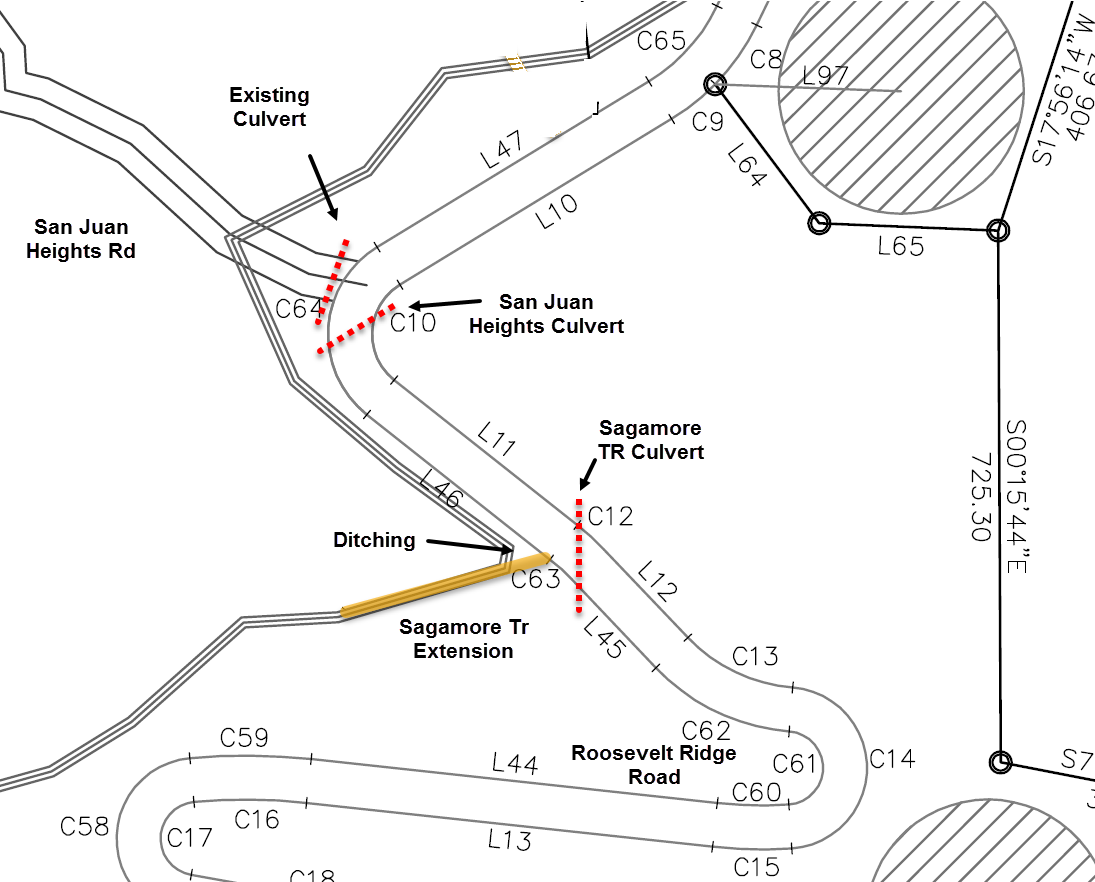 C65
C8
L97
S17°56'14"W
Existing
Culvert
C9
L47
L64
L10
San Juan
Heights Rd
L65
C64
San Juan
Heights Culvert
C10
Sagamore
TR Culvert
L11
S00°15'44"E
725.30
L46
C12
Ditching
C63
L12
Sagamore Tr
Extension
L45
C13
C62
C59
Roosevelt Ridge
Road
L44
C61
C14
S7
C60
C58
C16
C17
L13
C15
C18